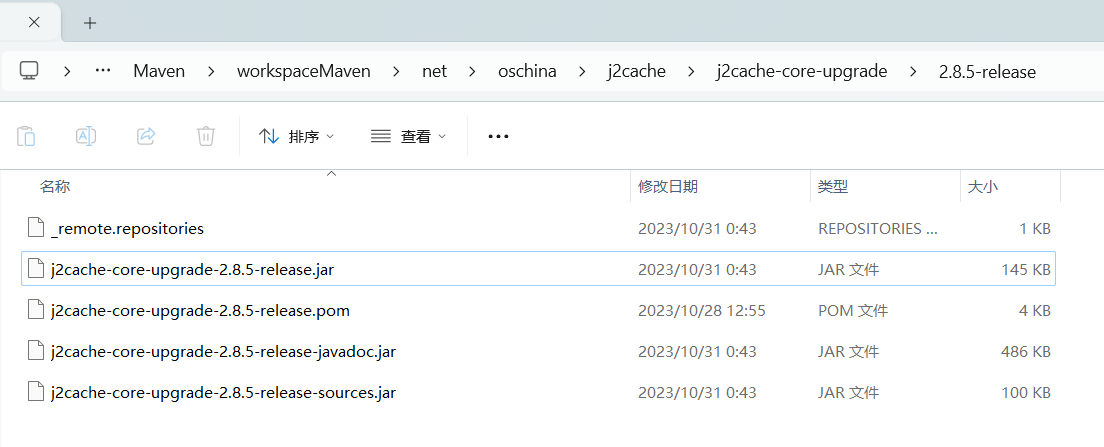 Maven workspaceMaven net oschina j2cache j2cache-core-upgrade 2.8.5-release
排序 查看
名称 修改日期 类型 大小
_remote.repositories 2023/10/31 0:43 REPOSITORIES ... 1 KB
j2cache-core-upgrade-2.8.5-release.jar 2023/10/31 0:43 JAR 文件 145 KB
j2cache-core-upgrade-2.8.5-release.pom 2023/10/28 12:55 POM 文件 4 KB
j2cache-core-upgrade-2.8.5-release-javadoc.jar 2023/10/31 0:43 JAR 文件 486 KB
j2cache-core-upgrade-2.8.5-release-sources.jar 2023/10/31 0:43 JAR 文件 100 KB